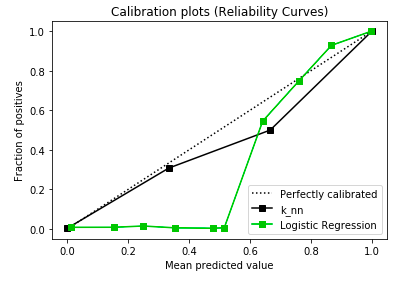 Calibration plots (Reliability Curves)
Fraction of positives
1.0
0.8
0.6
0.4
0.2
0.0
Perfectly calibrated
k_nn
Logistic Regression
0.0 0.2 0.4 0.6 0.8 1.0
Mean predicted value